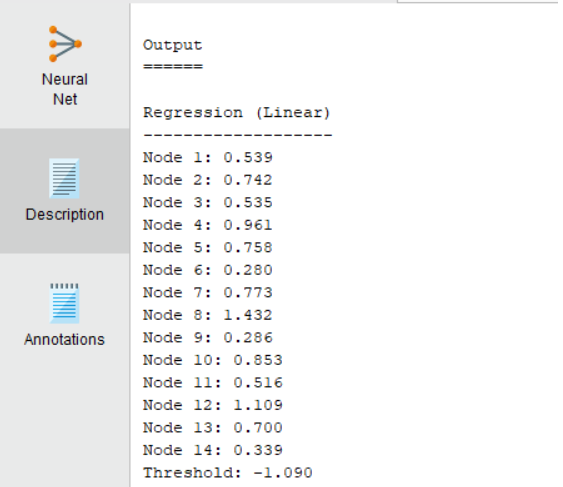 Neural
Net
Description
Annotations
Output
======
Regression (Linear)
-------------------
Node 1: 0.539
Node 2: 0.742
Node 3: 0.535
Node 4: 0.961
Node 5: 0.758
Node 6: 0.280
Node 7: 0.773
Node 8: 1.432
Node 9: 0.286
Node 10: 0.853
Node 11: 0.516
Node 12: 1.109
Node 13: 0.700
Node 14: 0.339
Threshold: -1.090